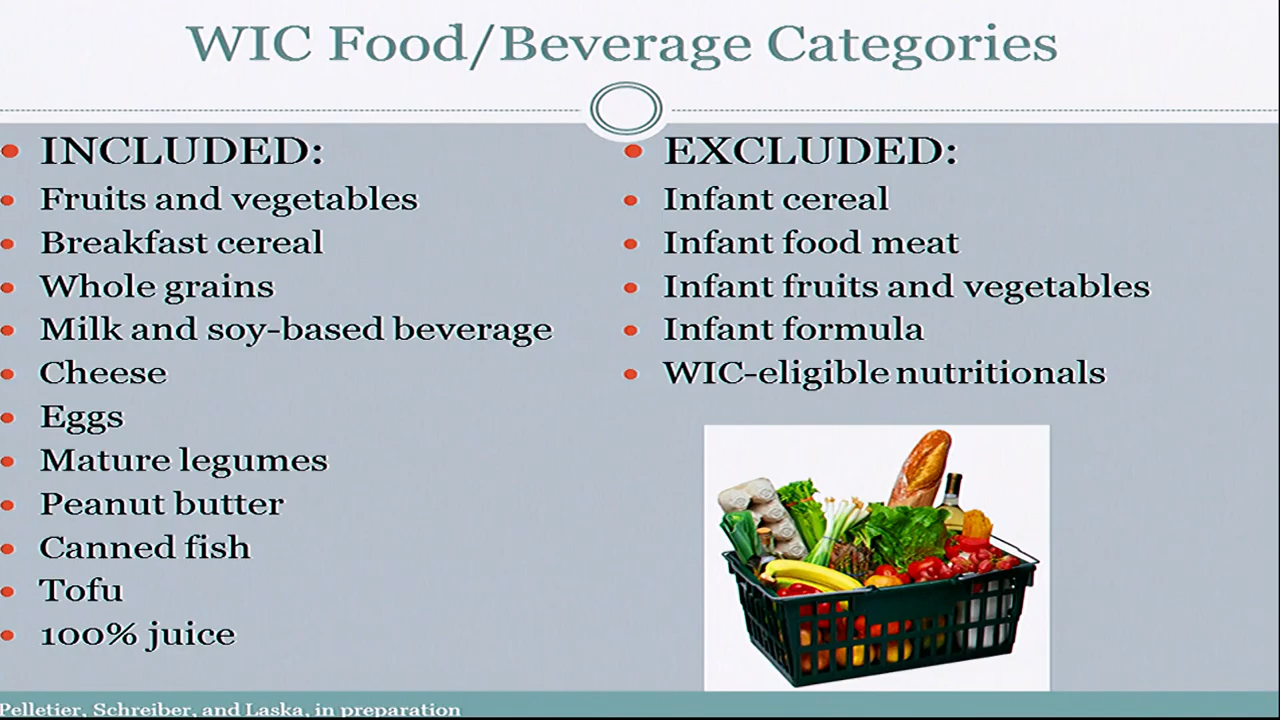 WIC Food/Beverage Categories
INCLUDED:
Fruits and vegetables
Breakfast cereal
Whole grains
Milk and soy-based beverage
Cheese
Eggs
Mature legumes
Peanut butter
Canned fish
Tofu
100% juice
EXCLUDED:
Infant cereal
Infant food meat
Infant fruits and vegetables
Infant formula
WIC-eligible nutritionals
Pelletier, Schreiber, and Laska, in preparation